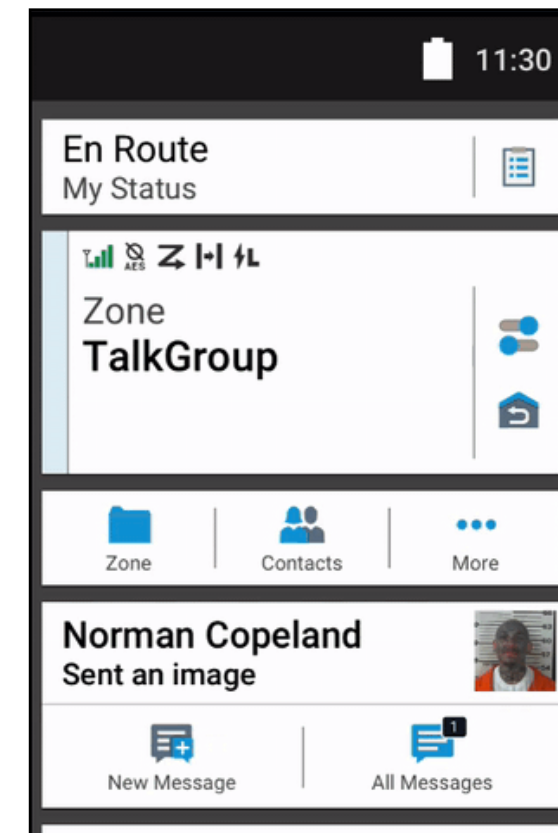 11:30
En Route
My Status
AES L
Zone
TalkGroup
Zone Contacts More
Norman Copeland
Sent an image
1
New Message All Messages